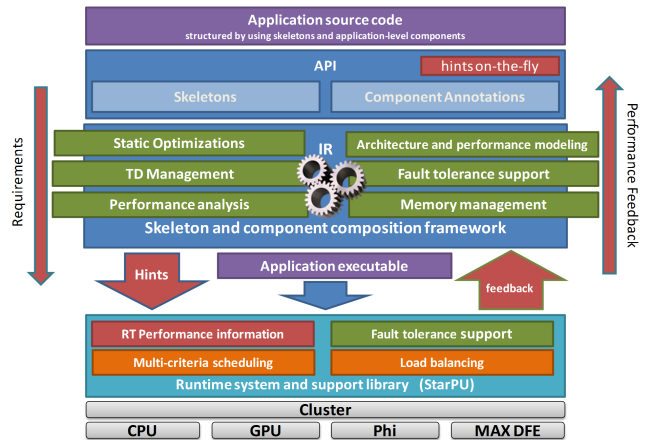 Application source code
structured by using skeletons and application-level components
API
hints on-the-fly
Skeletons
Component Annotations
Requirements
Performance Feedback
Static Optimizations
IR
Architecture and performance modeling
TD Management
Fault tolerance support
Performance analysis
Memory management
Skeleton and component composition framework
Hints
Application executable
feedback
RT Performance information
Fault tolerance support
Multi-criteria scheduling
Load balancing
Runtime system and support library (StarPU)
Cluster
CPU
GPU
Phi
MAX DFE